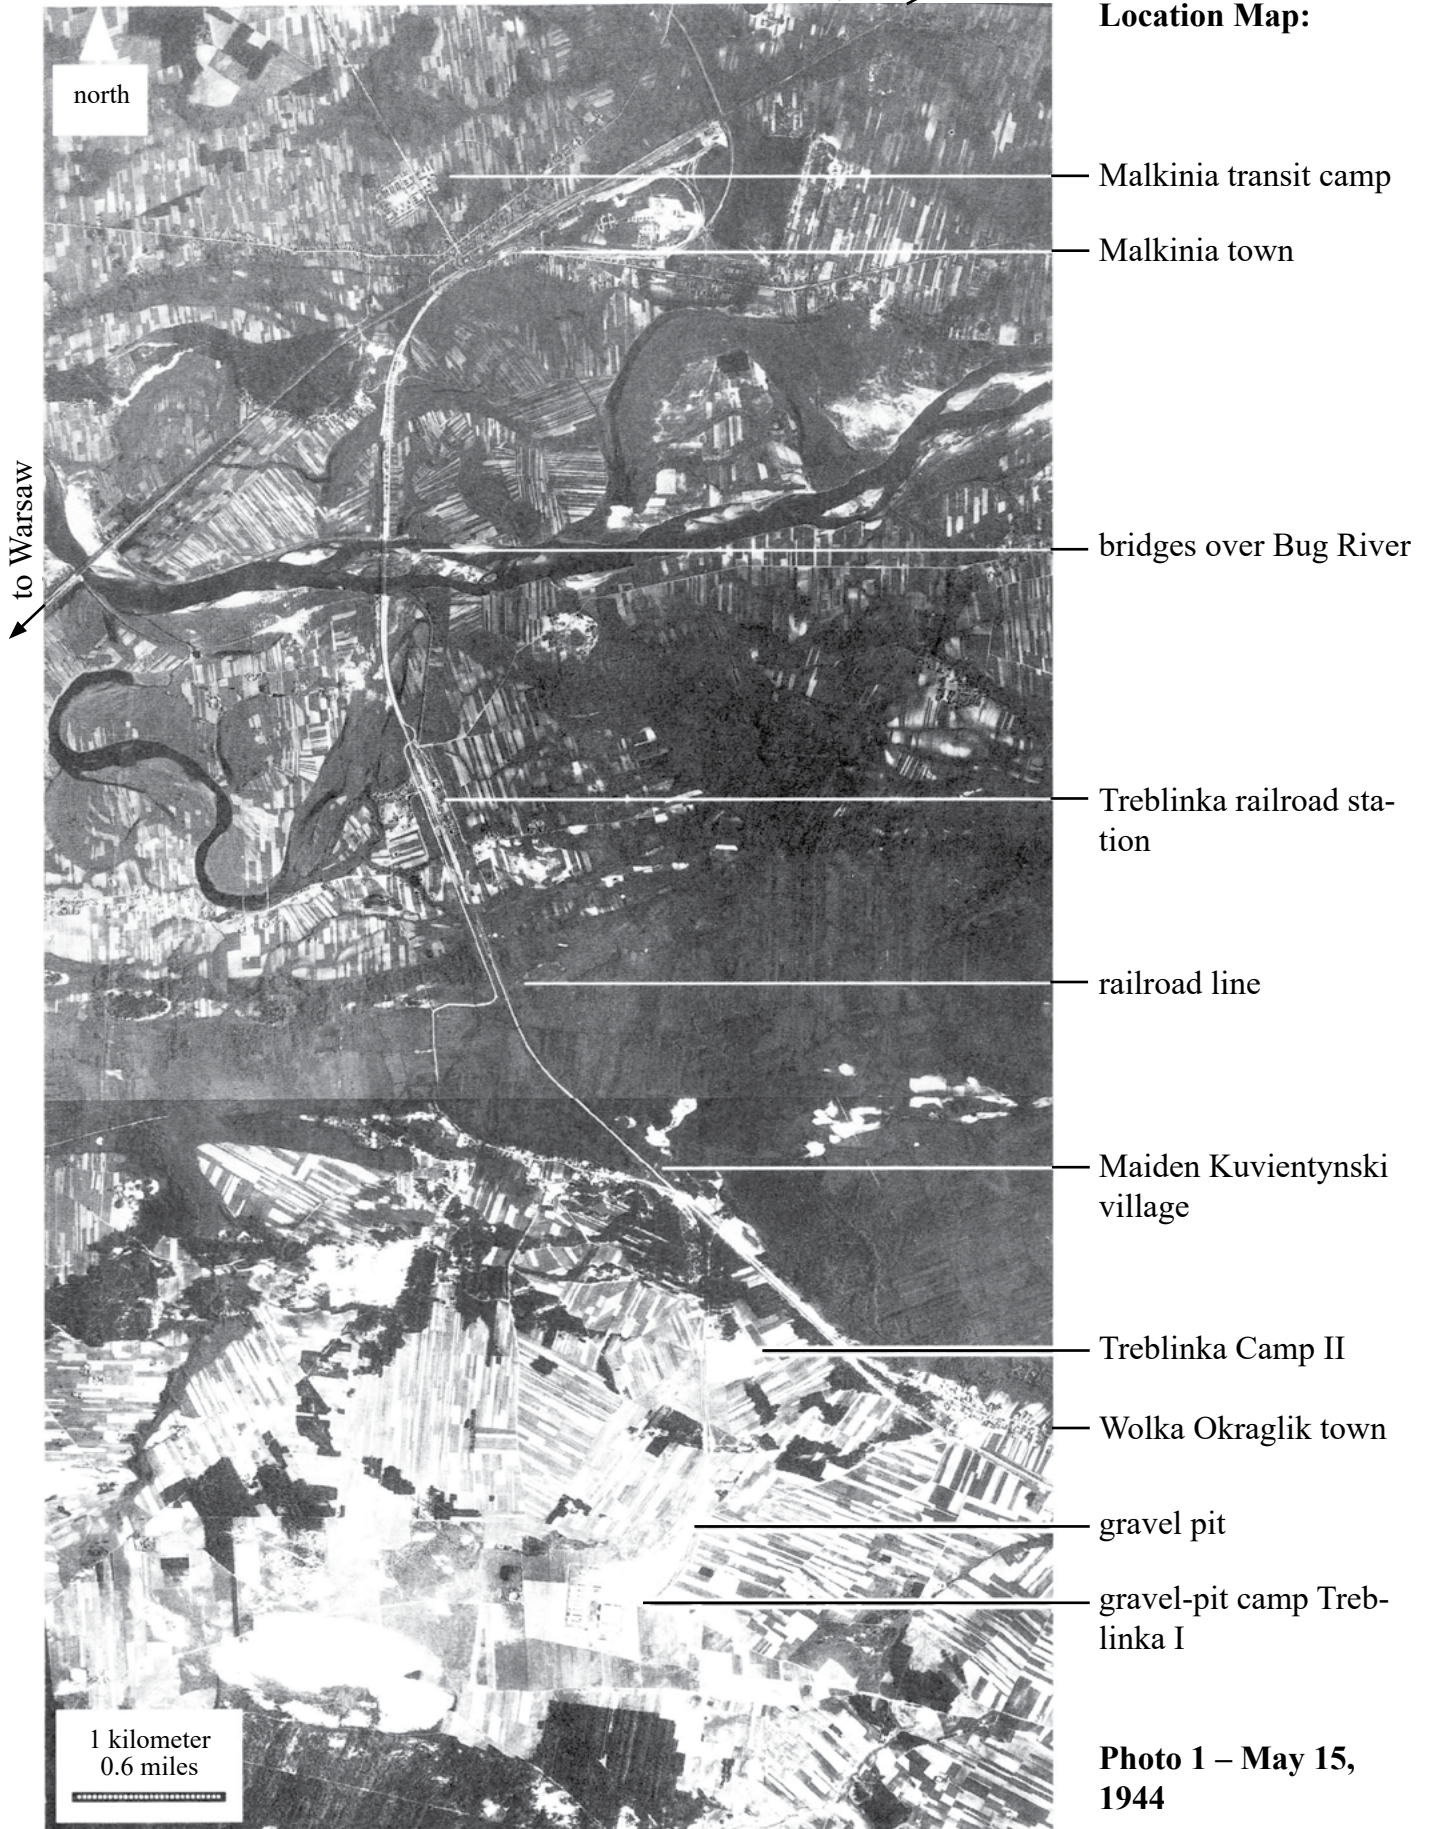 Location Map:
north
Malkinia transit camp
Malkinia town
to Warsaw
bridges over Bug River
Treblinka railroad sta-
tion
railroad line
Maiden Kuvientynski
village
Treblinka Camp II
Wolka Okraglik town
gravel pit
gravel-pit camp Treb-
linka I
1 kilometer
0.6 miles
Photo 1 – May 15,
1944